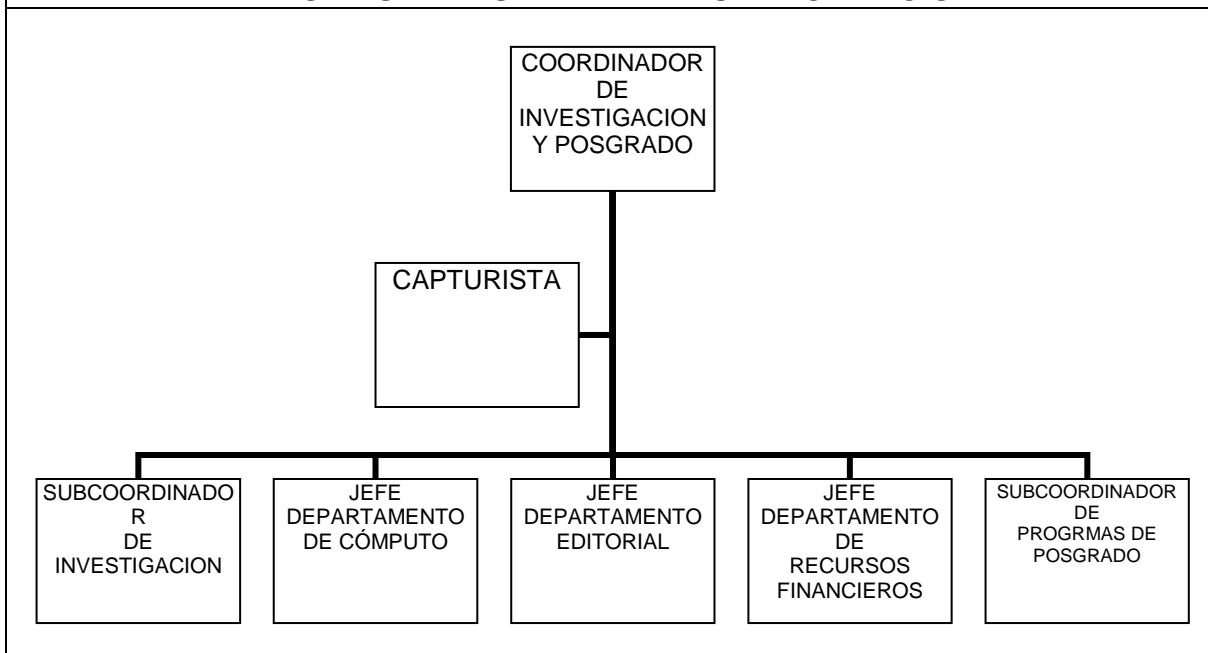 COORDINADOR
DE
INVESTIGACION
Y POSGRADO
CAPTURISTA
SUBCOORDINADO
R
DE
INVESTIGACION
JEFE
DEPARTAMENTO
DE CÓMPUTO
JEFE
DEPARTAMENTO
EDITORIAL
JEFE
DEPARTAMENTO
DE
RECURSOS
FINANCIEROS
SUBCOORDINADOR
DE
PROGRMAS DE
POSGRADO